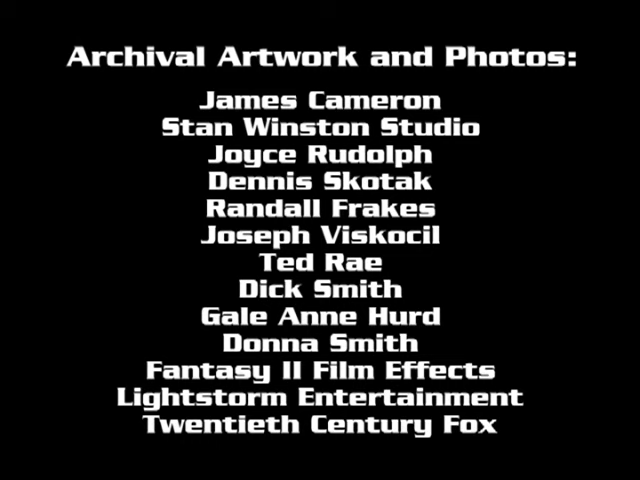 Archival Artwork and Photos:
James Cameron
Stan Winston Studio
Joyce Rudolph
Dennis Skotak
Randall Frakes
Joseph Viskocil
Ted Rae
Dick Smith
Gale Anne Hurd
Donna Smith
Fantasy II Film Effects
Lightstorm Entertainment
Twentieth Century Fox